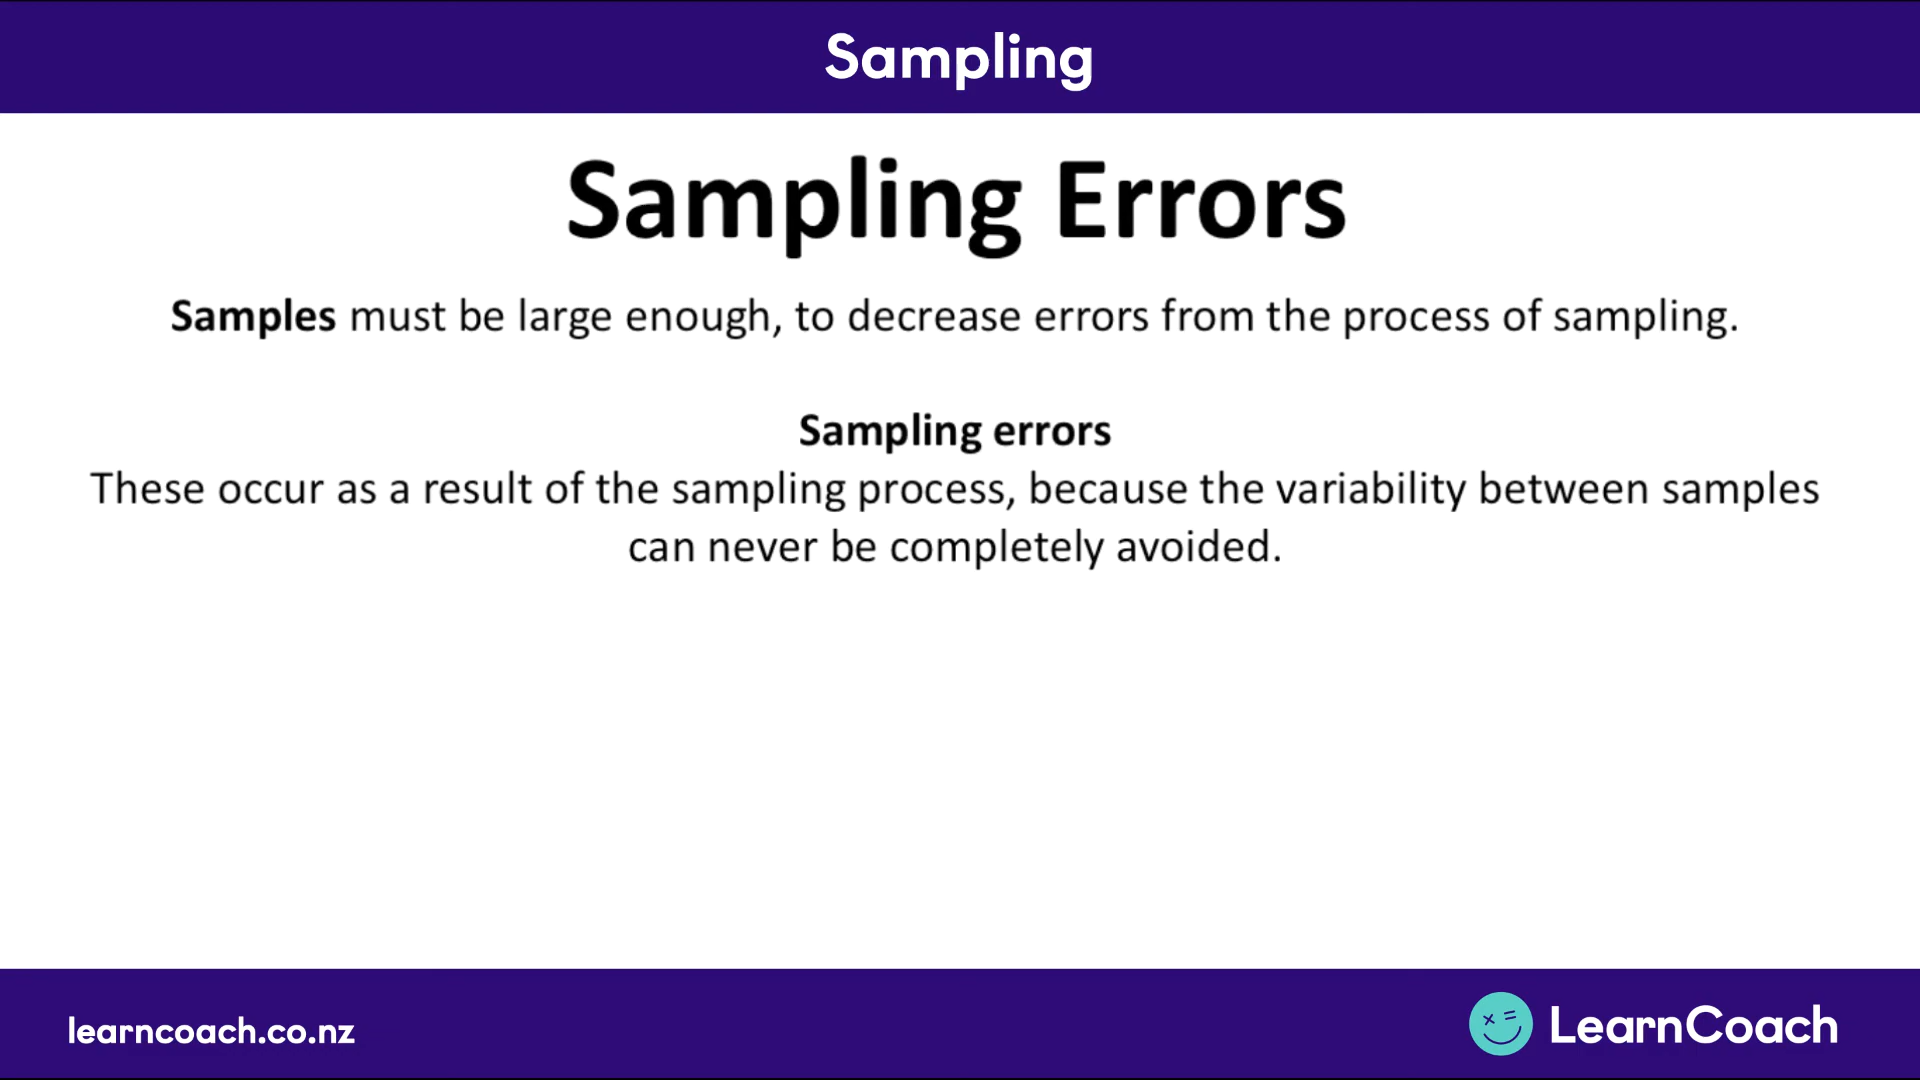 Sampling
Sampling Errors
Samples must be large enough, to decrease errors from the process of sampling.
Sampling errors
These occur as a result of the sampling process, because the variability between samples
can never be completely avoided.
learncoach.co.nz
LearnCoach